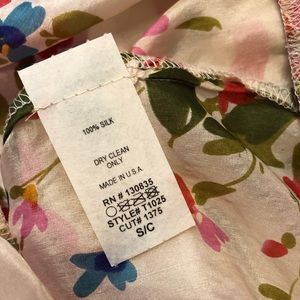 100% SILK
DRY CLEAN
ONLY
MADE IN U.S.A
RN # 130835
STYLE# T1025
CUT# 1375
S/C